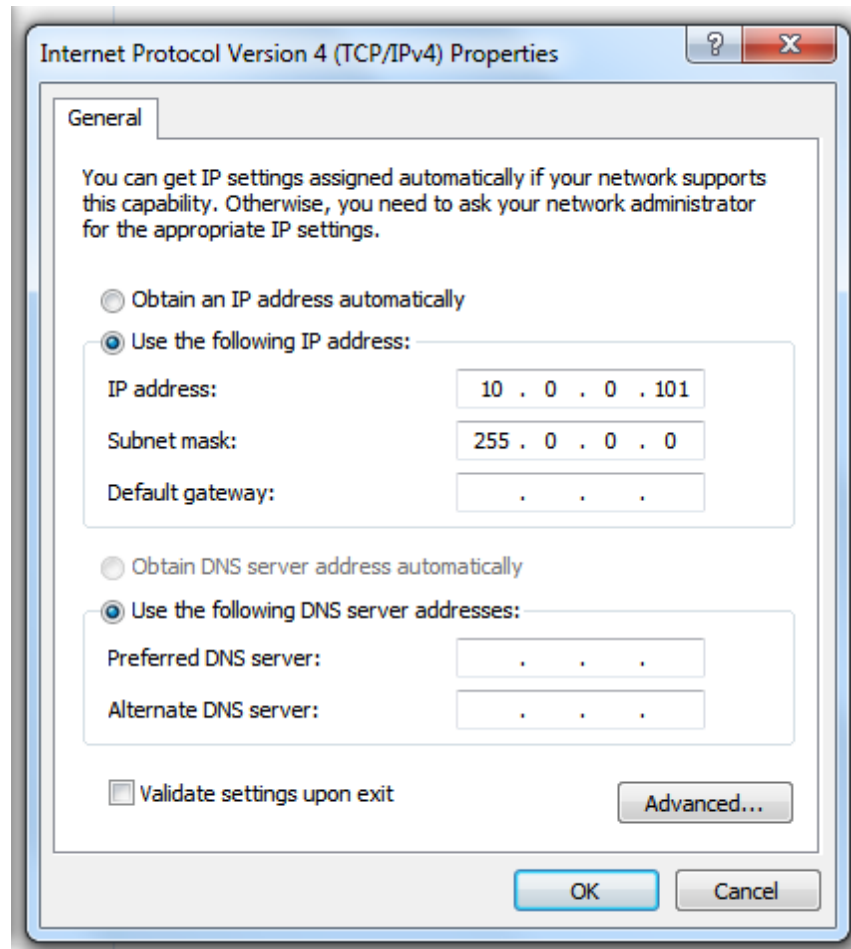 Internet Protocol Version 4 (TCP/IPv4) Properties
?
General
You can get IP settings assigned automatically if your network supports
this capability. Otherwise, you need to ask your network administrator
for the appropriate IP settings.
Obtain an IP address automatically
Use the following IP address:
IP address: 10 . 0 . 0 . 101
Subnet mask: 255 . 0 . 0 . 0
Default gateway: . . .
Obtain DNS server address automatically
Use the following DNS server addresses:
Preferred DNS server: . . .
Alternate DNS server: . . .
Validate settings upon exit
Advanced...
OK Cancel